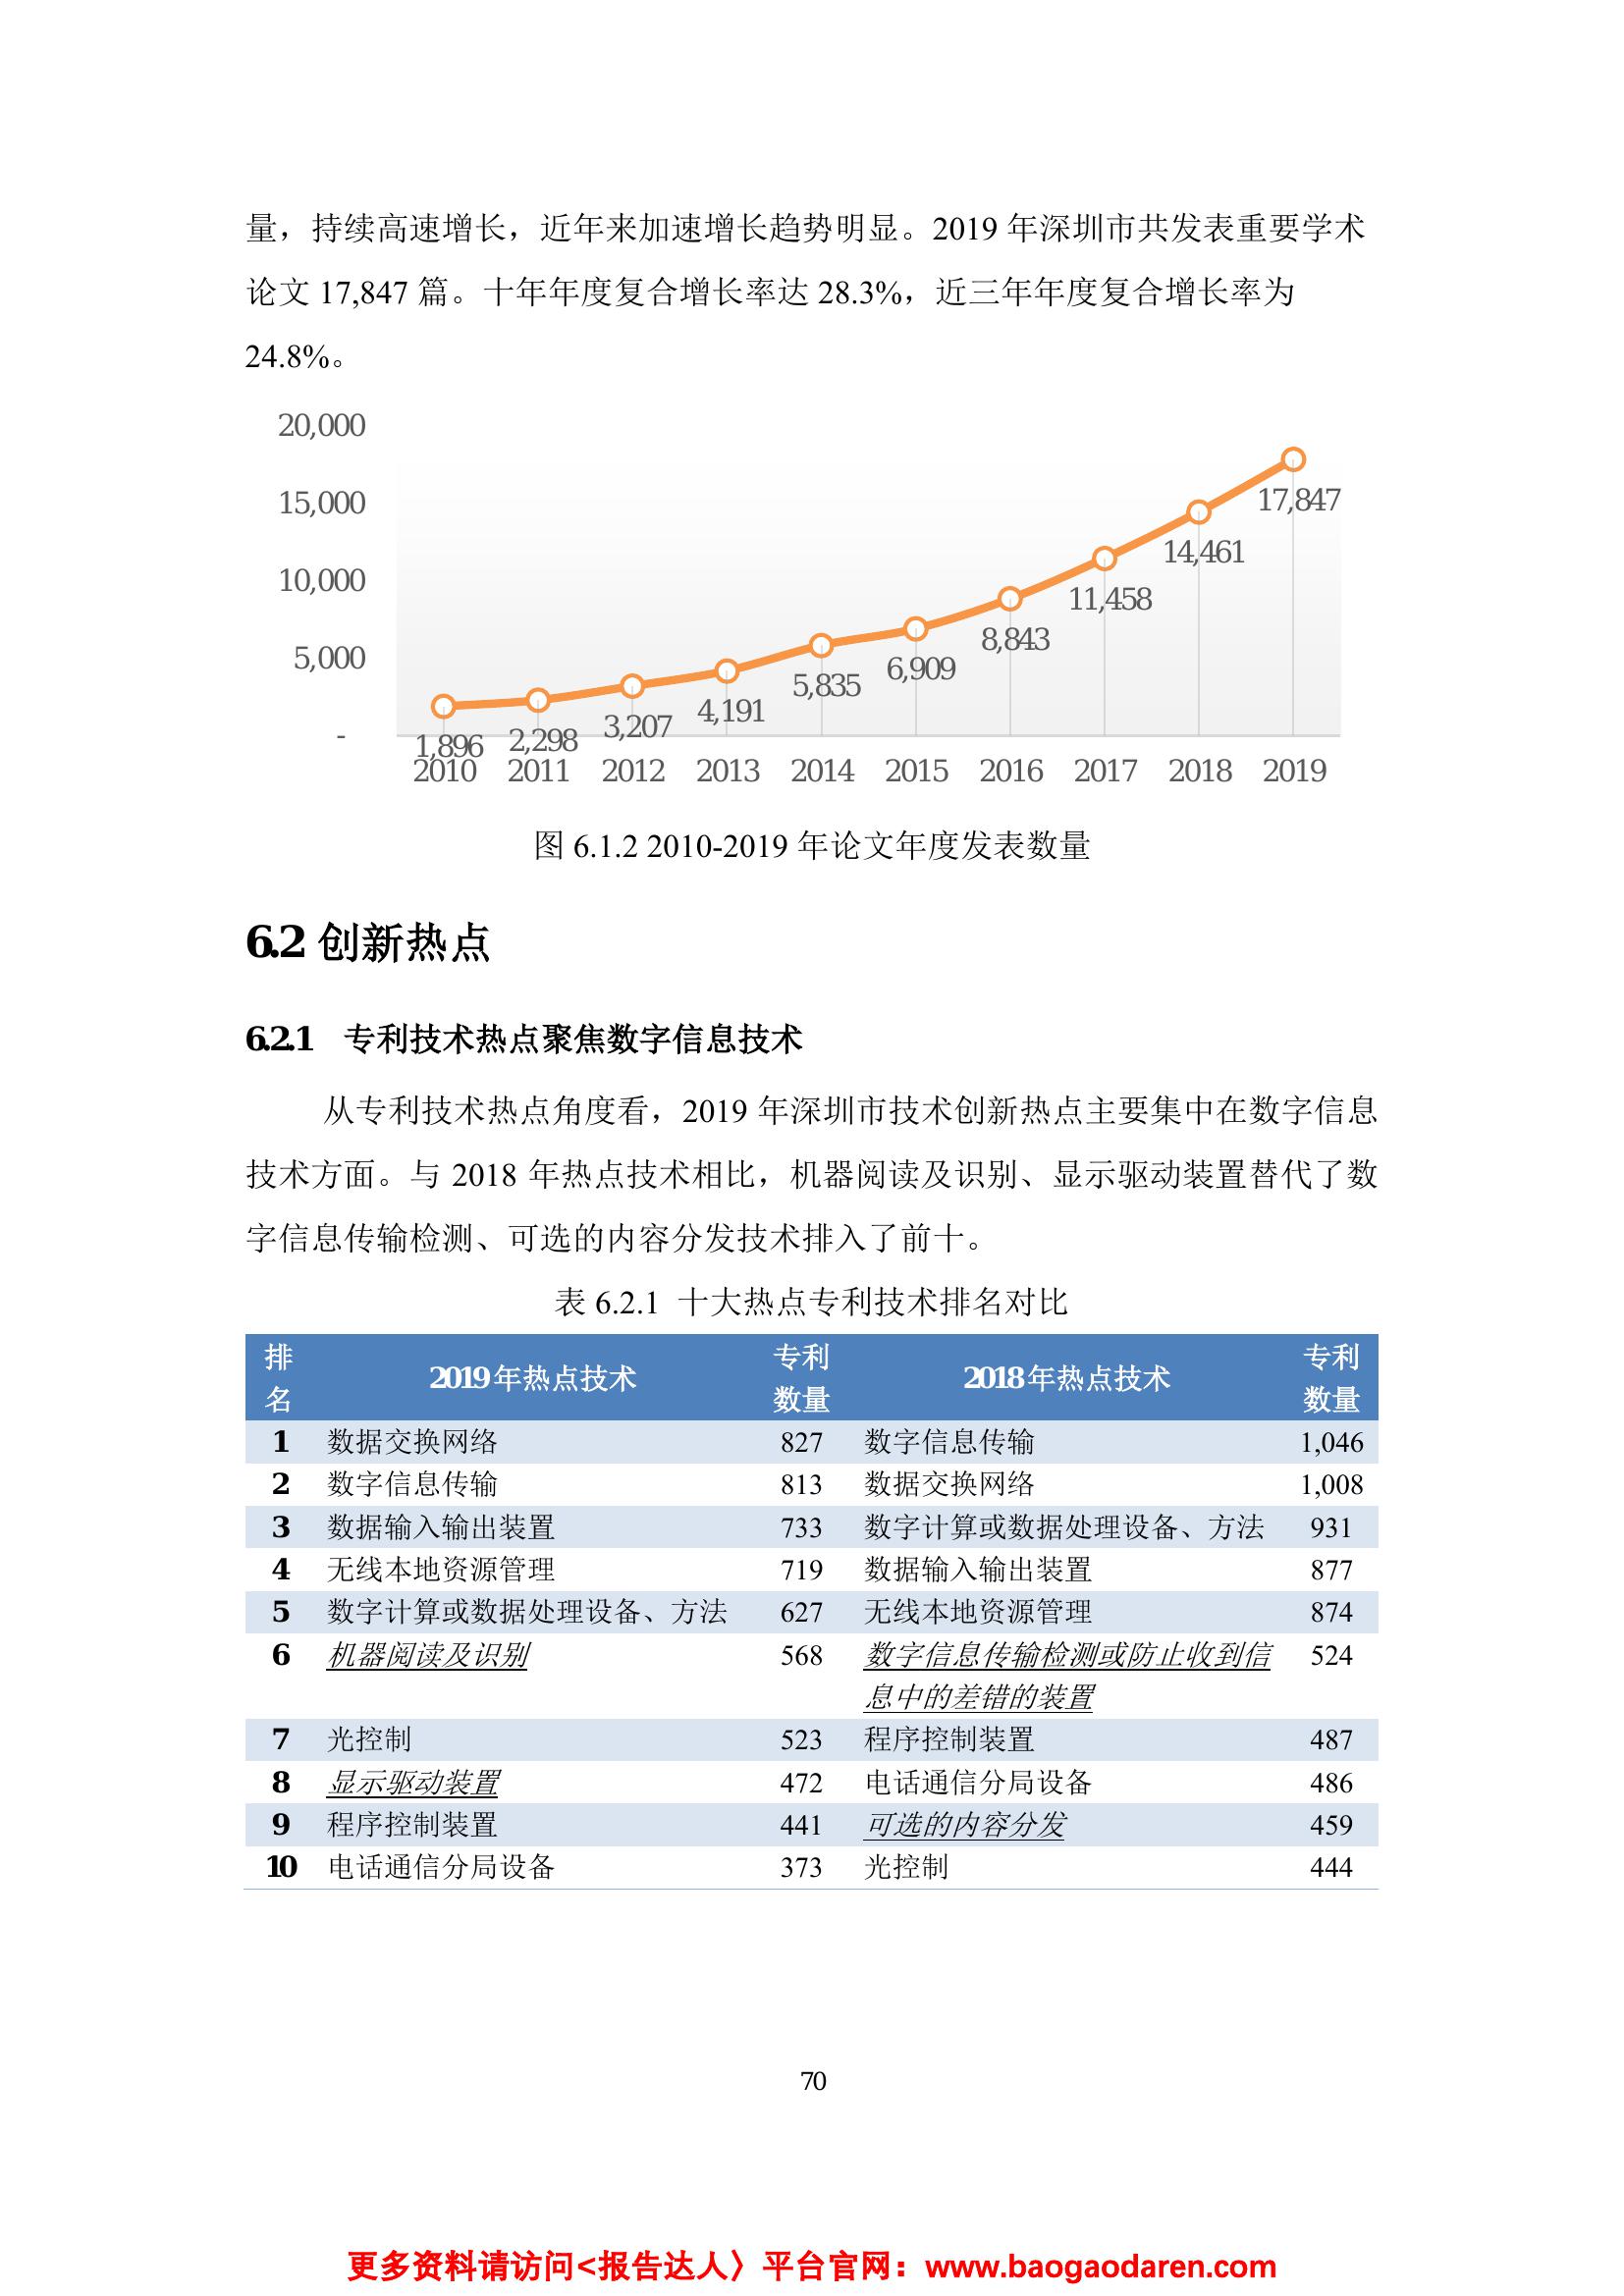 量，持续高速增长，近年来加速增长趋势明显。2019 年深圳市共发表重要学术
论文 17,847 篇。十年年度复合增长率达 28.3%，近三年年度复合增长率为
24.8%。
20,000
15,000
10,000
5,000
-
1,896
2,298
3,207
4,191
5,835
6,909
8,843
11,458
14,461
17,847
2010 2011 2012 2013 2014 2015 2016 2017 2018 2019
图 6.1.2 2010-2019 年论文年度发表数量
6.2 创新热点
6.2.1 专利技术热点聚焦数字信息技术
从专利技术热点角度看，2019 年深圳市技术创新热点主要集中在数字信息
技术方面。与 2018 年热点技术相比，机器阅读及识别、显示驱动装置替代了数
字信息传输检测、可选的内容分发技术排入了前十。
表 6.2.1 十大热点专利技术排名对比
排名 2019年热点技术 专利数量 2018年热点技术 专利数量
1 数据交换网络 827 数字信息传输 1,046
2 数字信息传输 813 数据交换网络 1,008
3 数据输入输出装置 733 数字计算或数据处理设备、方法 931
4 无线本地资源管理 719 数据输入输出装置 877
5 数字计算或数据处理设备、方法 627 无线本地资源管理 874
6 机器阅读及识别 568 数字信息传输检测或防止收到信 524
息中的差错的装置
7 光控制 523 程序控制装置 487
8 显示驱动装置 472 电话通信分局设备 486
9 程序控制装置 441 可选的内容分发 459
10 电话通信分局设备 373 光控制 444
70
更多资料请访问<报告达人〉平台官网：www.baogaodaren.com